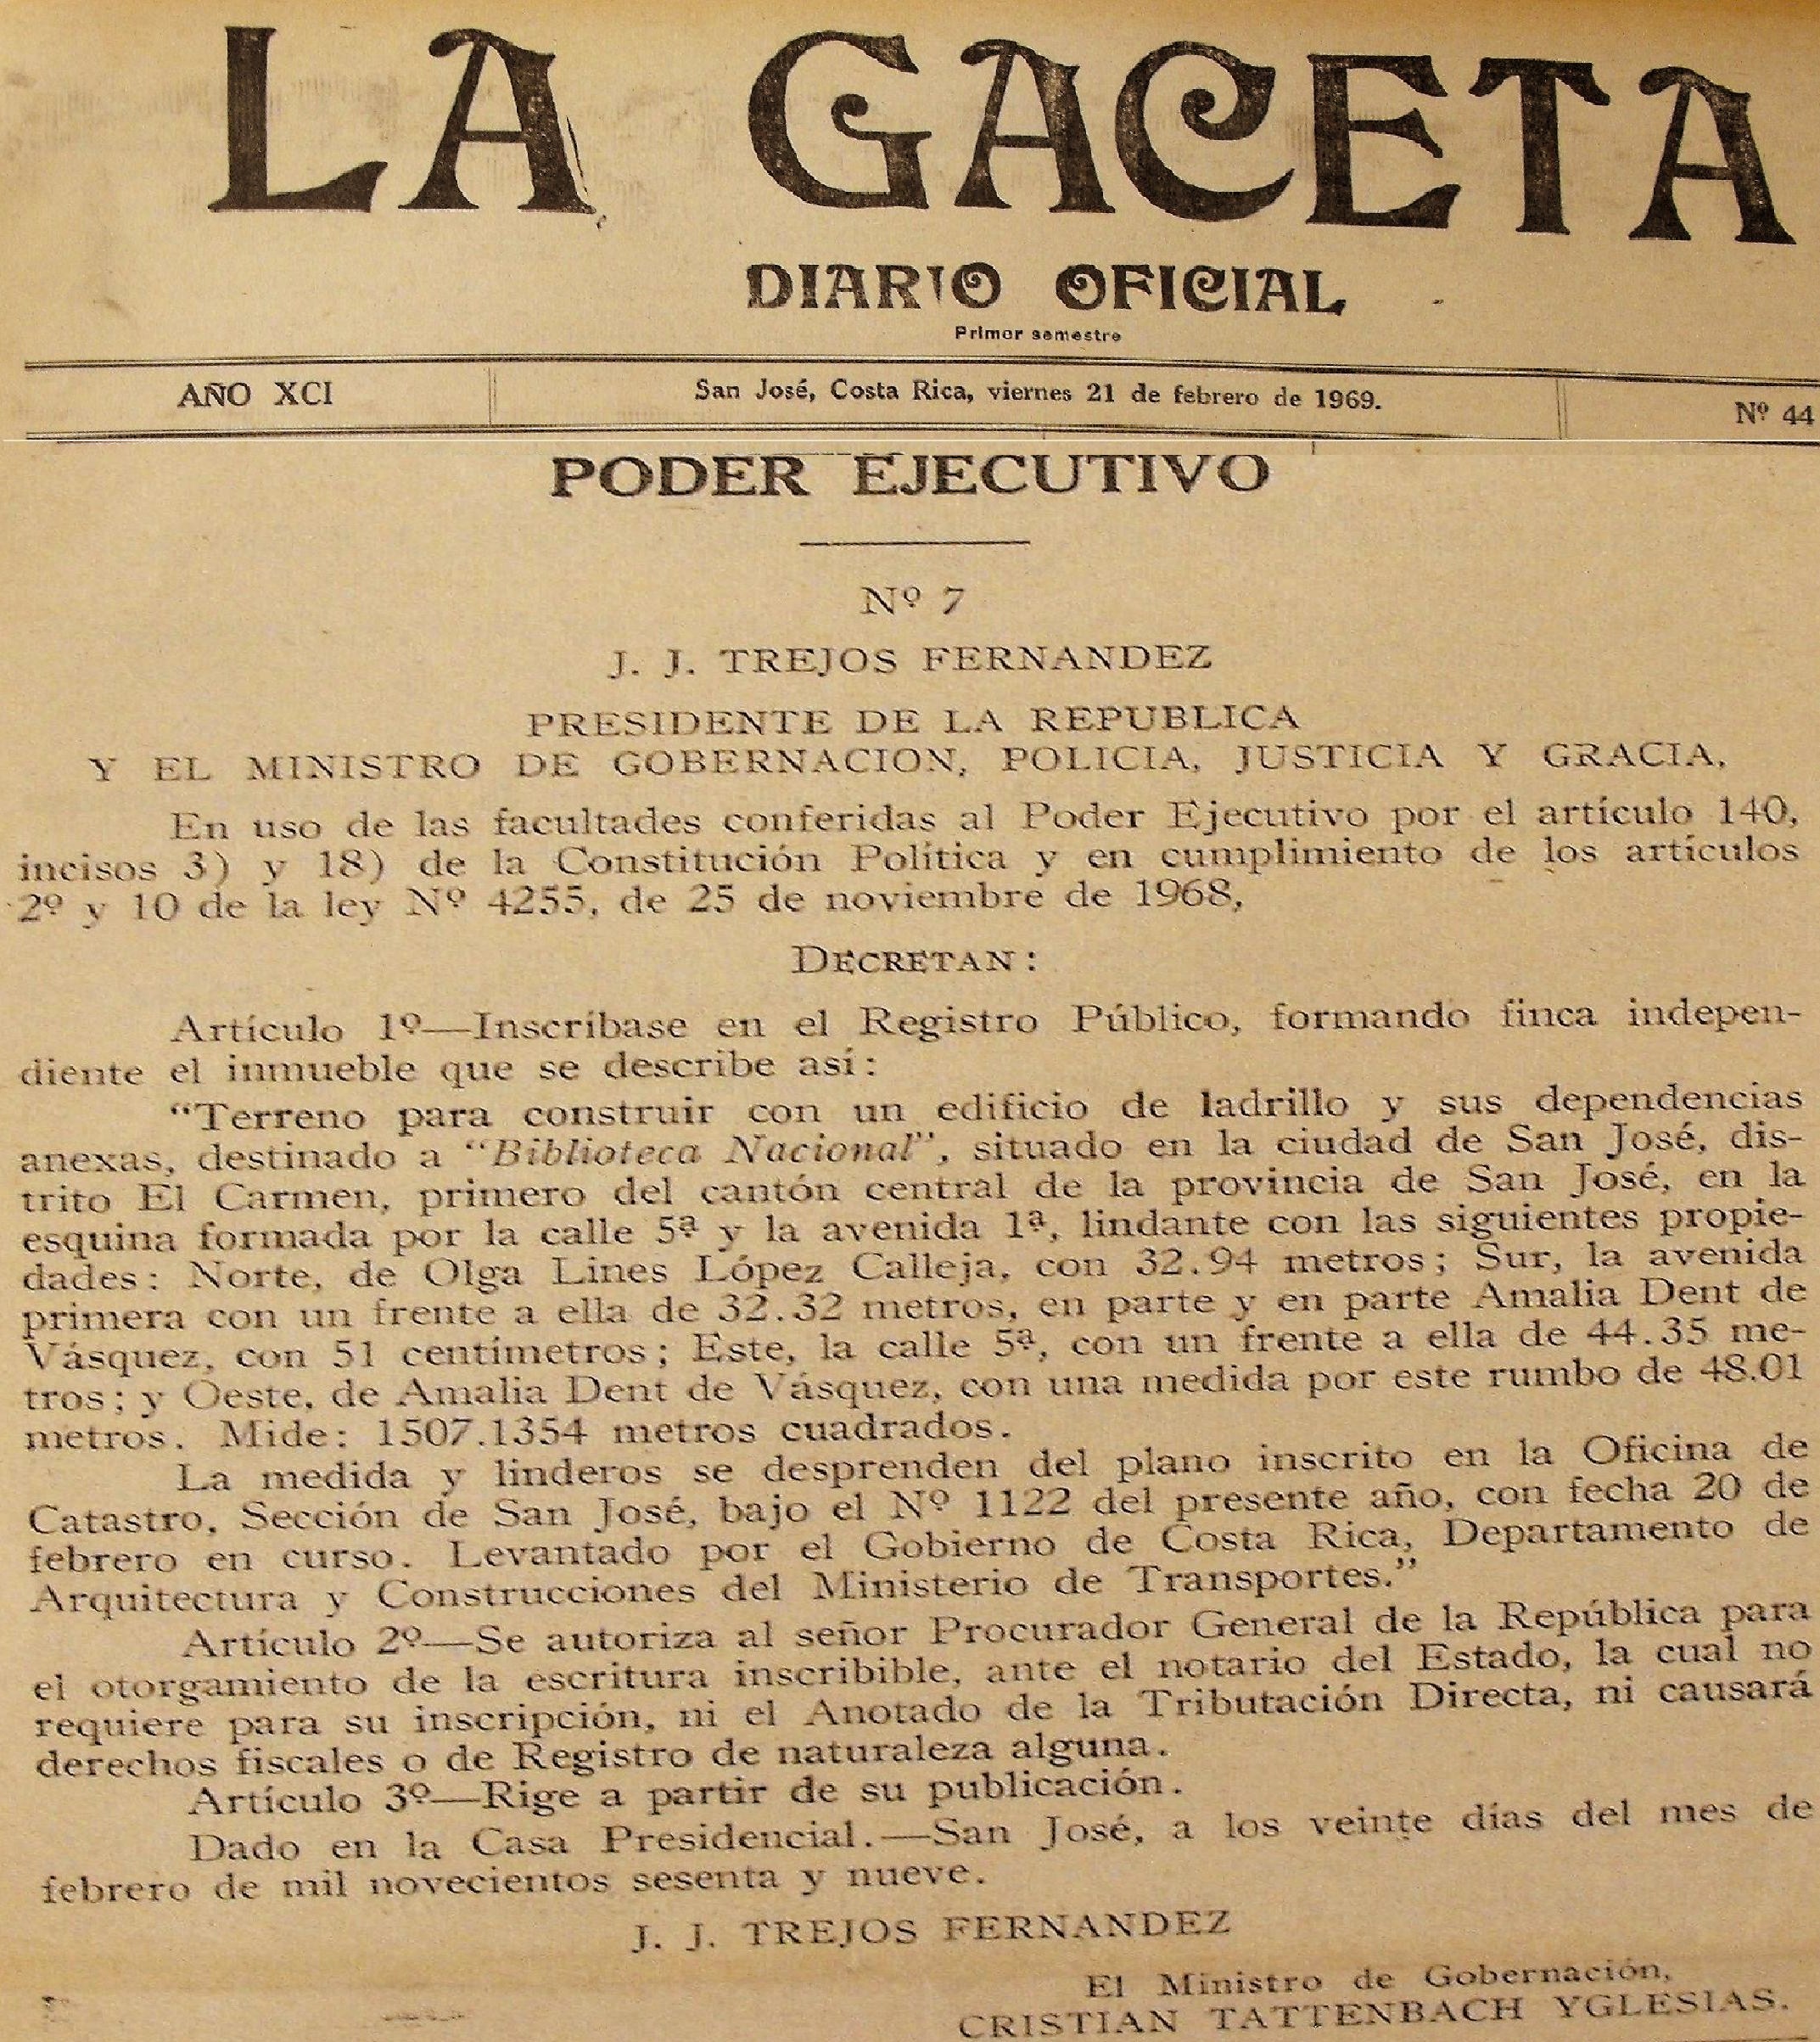 LA GACETA
DIARIO OFICIAL
Primer semestre
AÑO XCI San José, Costa Rica, viernes 21 de febrero de 1969. Nº 44
PODER EJECUTIVO
Nº 7
J. J. TREJOS FERNANDEZ
PRESIDENTE DE LA REPUBLICA
Y EL MINISTRO DE GOBERNACION, POLICIA, JUSTICIA Y GRACIA,
En uso de las facultades conferidas al Poder Ejecutivo por el artículo 140,
incisos 3) y 18) de la Constitución Política y en cumplimiento de los artículos
2º y 10 de la ley Nº 4255, de 25 de noviembre de 1968,
DECRETAN:
Artículo 1º—Inscríbase en el Registro Público, formando finca indepen-
diente el inmueble que se describe así:
“Terreno para construir con un edificio de ladrillo y sus dependencias
anexas, destinado a “Biblioteca Nacional”, situado en la ciudad de San José, dis-
trito El Carmen, primero del cantón central de la provincia de San José, en la
esquina formada por la calle 5ª y la avenida 1ª, lindante con las siguientes propie-
dades: Norte, de Olga Lines López Calleja, con 32.94 metros; Sur, la avenida
primera con un frente a ella de 32.32 metros, en parte y en parte Amalia Dent de
Vásquez, con 51 centímetros; Este, la calle 5ª, con un frente a ella de 44.35 me-
tros; y Oeste, de Amalia Dent de Vásquez, con una medida por este rumbo de 48.01
metros. Mide: 1507.1354 metros cuadrados.
La medida y linderos se desprenden del plano inscrito en la Oficina de
Catastro, Sección de San José, bajo el Nº 1122 del presente año, con fecha 20 de
febrero en curso. Levantado por el Gobierno de Costa Rica, Departamento de
Arquitectura y Construcciones del Ministerio de Transportes.”
Artículo 2º—Se autoriza al señor Procurador General de la República para
el otorgamiento de la escritura inscribible, ante el notario del Estado, la cual no
requiere para su inscripción, ni el Anotado de la Tributación Directa, ni causará
derechos fiscales o de Registro de naturaleza alguna.
Artículo 3º—Rige a partir de su publicación.
Dado en la Casa Presidencial.—San José, a los veinte días del mes de
febrero de mil novecientos sesenta y nueve.
J. J. TREJOS FERNANDEZ
El Ministro de Gobernación,
CRISTIAN TATTENBACH YGLESIAS.